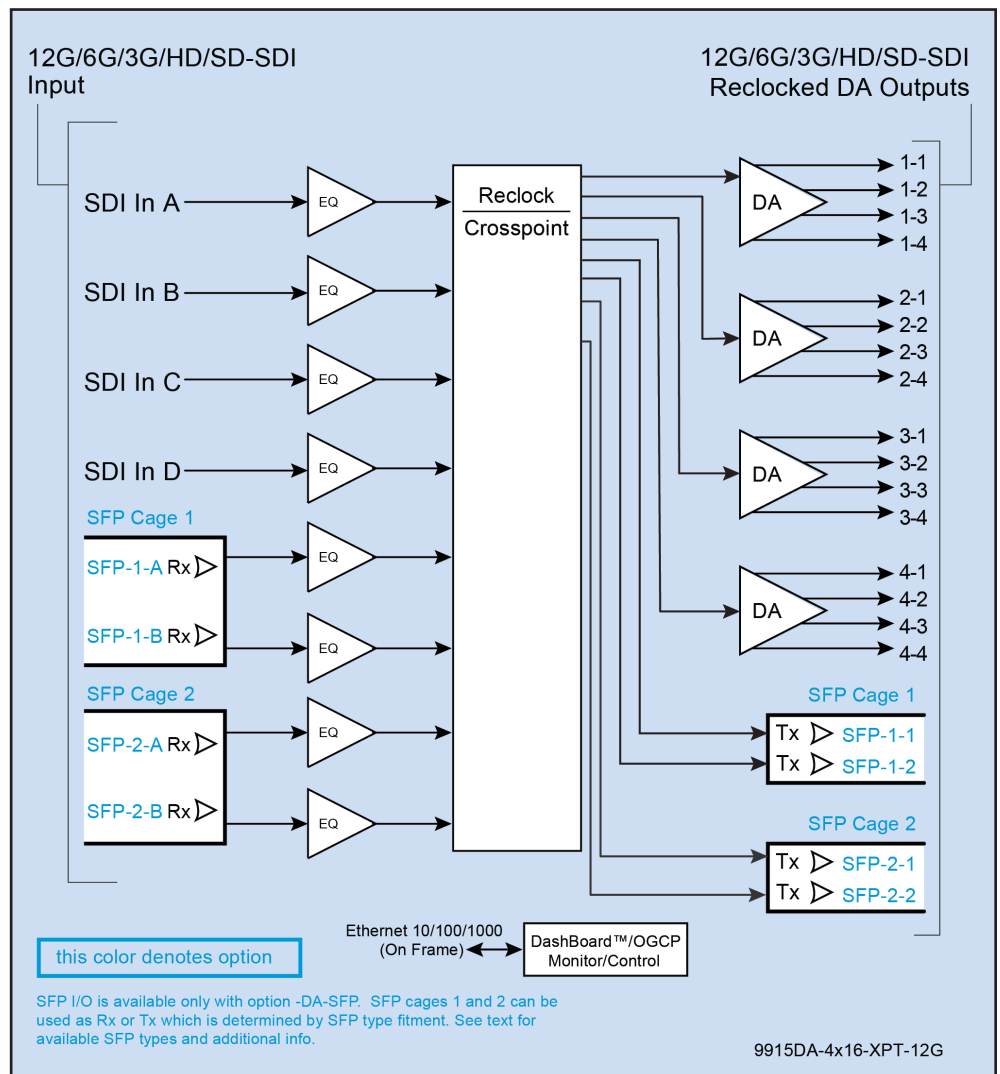 12G/6G/3G/HD/SD-SDI
Input
12G/6G/3G/HD/SD-SDI
Reclocked DA Outputs
SDI In A
EQ
SDI In B
EQ
SDI In C
EQ
SDI In D
EQ
SFP Cage 1
SFP-1-A Rx
EQ
SFP-1-B Rx
EQ
SFP Cage 2
SFP-2-A Rx
EQ
SFP-2-B Rx
EQ
Reclock
Crosspoint
DA
1-1
1-2
1-3
1-4
DA
2-1
2-2
2-3
2-4
DA
3-1
3-2
3-3
3-4
DA
4-1
4-2
4-3
4-4
SFP Cage 1
Tx SFP-1-1
Tx SFP-1-2
SFP Cage 2
Tx SFP-2-1
Tx SFP-2-2
Ethernet 10/100/1000
(On Frame)
DashBoard™/OGCP
Monitor/Control
this color denotes option
SFP I/O is available only with option -DA-SFP. SFP cages 1 and 2 can be
used as Rx or Tx which is determined by SFP type fitment. See text for
available SFP types and additional info.
9915DA-4x16-XPT-12G